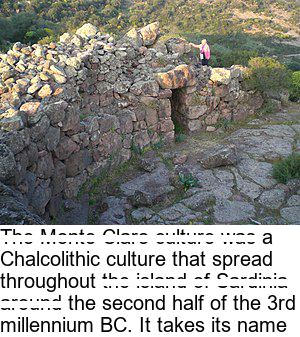 The Monte Claro culture was a
Chalcolithic culture that spread
throughout the island of Sardinia
around the second half of the 3rd
millennium BC. It takes its name